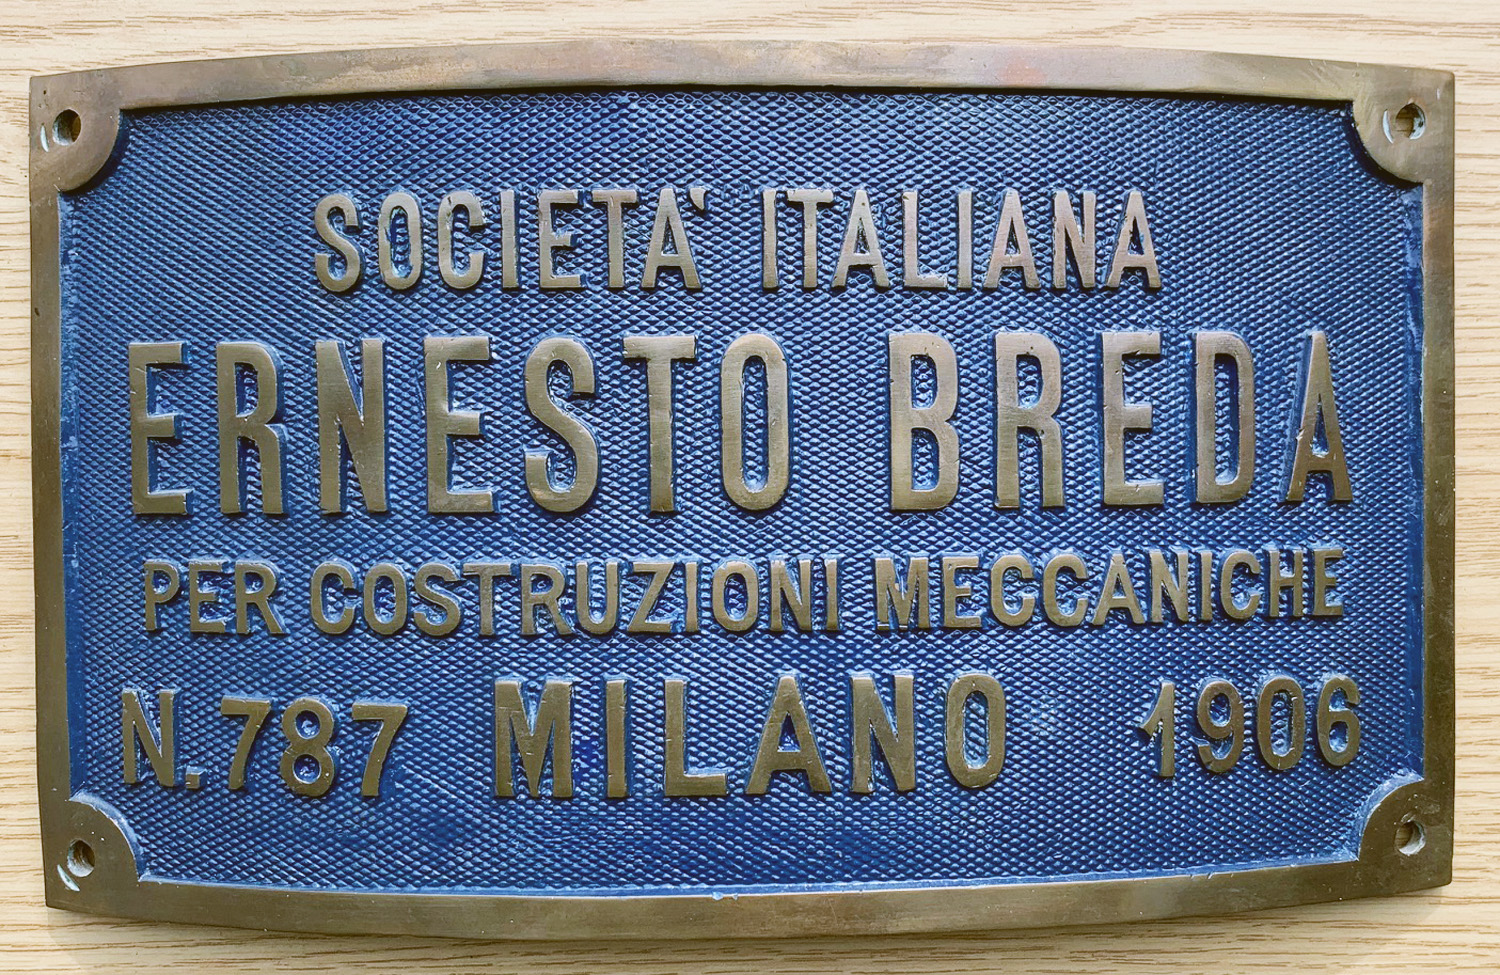 SOCIETA' ITALIANA
ERNESTO BREDA
PER COSTRUZIONI MECCANICHE
N.787 MILANO 1906